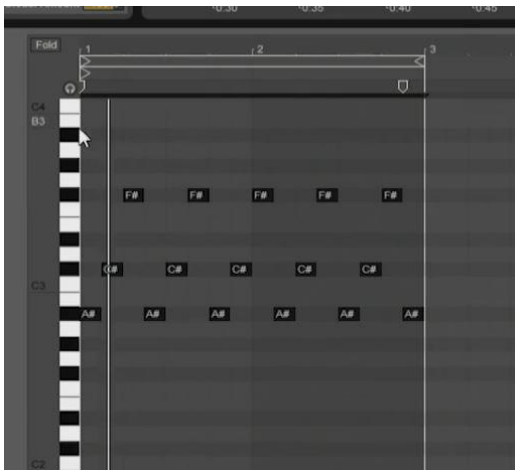 -0:30 -0:35 -0:40 -0:45
Fold
1 2 3
C4
B3
F# F# F# F# F#
C# C# C# C# C#
C3
A# A# A# A# A# A#
C2